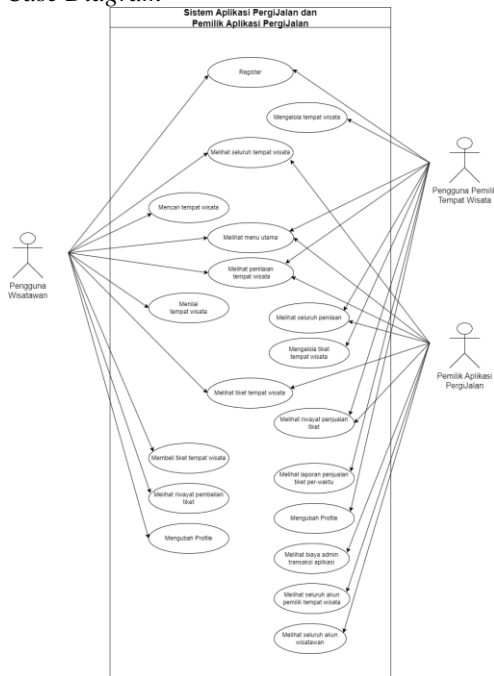 Case Diagram
Sistem Aplikasi PergiJalan dan
Pemilik Aplikasi PergiJalan
Register
Mengelola tempat wisata
Melihat seluruh tempat wisata
Pengguna Pemilik
Tempat Wisata
Mencari tempat wisata
Melihat menu utama
Pengguna
Wisatawan
Melihat penilaian
tempat wisata
Menilai
tempat wisata
Melihat seluruh penilaian
Mengelola tiket
tempat wisata
Pemilik Aplikasi
PergiJalan
Melihat tiket tempat wisata
Melihat riwayat penjualan
tiket
Membeli tiket tempat wisata
Melihat laporan penjualan
tiket per-waktu
Melihat riwayat pembelian
tiket
Mengubah Profile
Mengubah Profile
Melihat biaya admin
transaksi aplikasi
Melihat seluruh akun
pemilik tempat wisata
Melihat seluruh akun
wisatawan